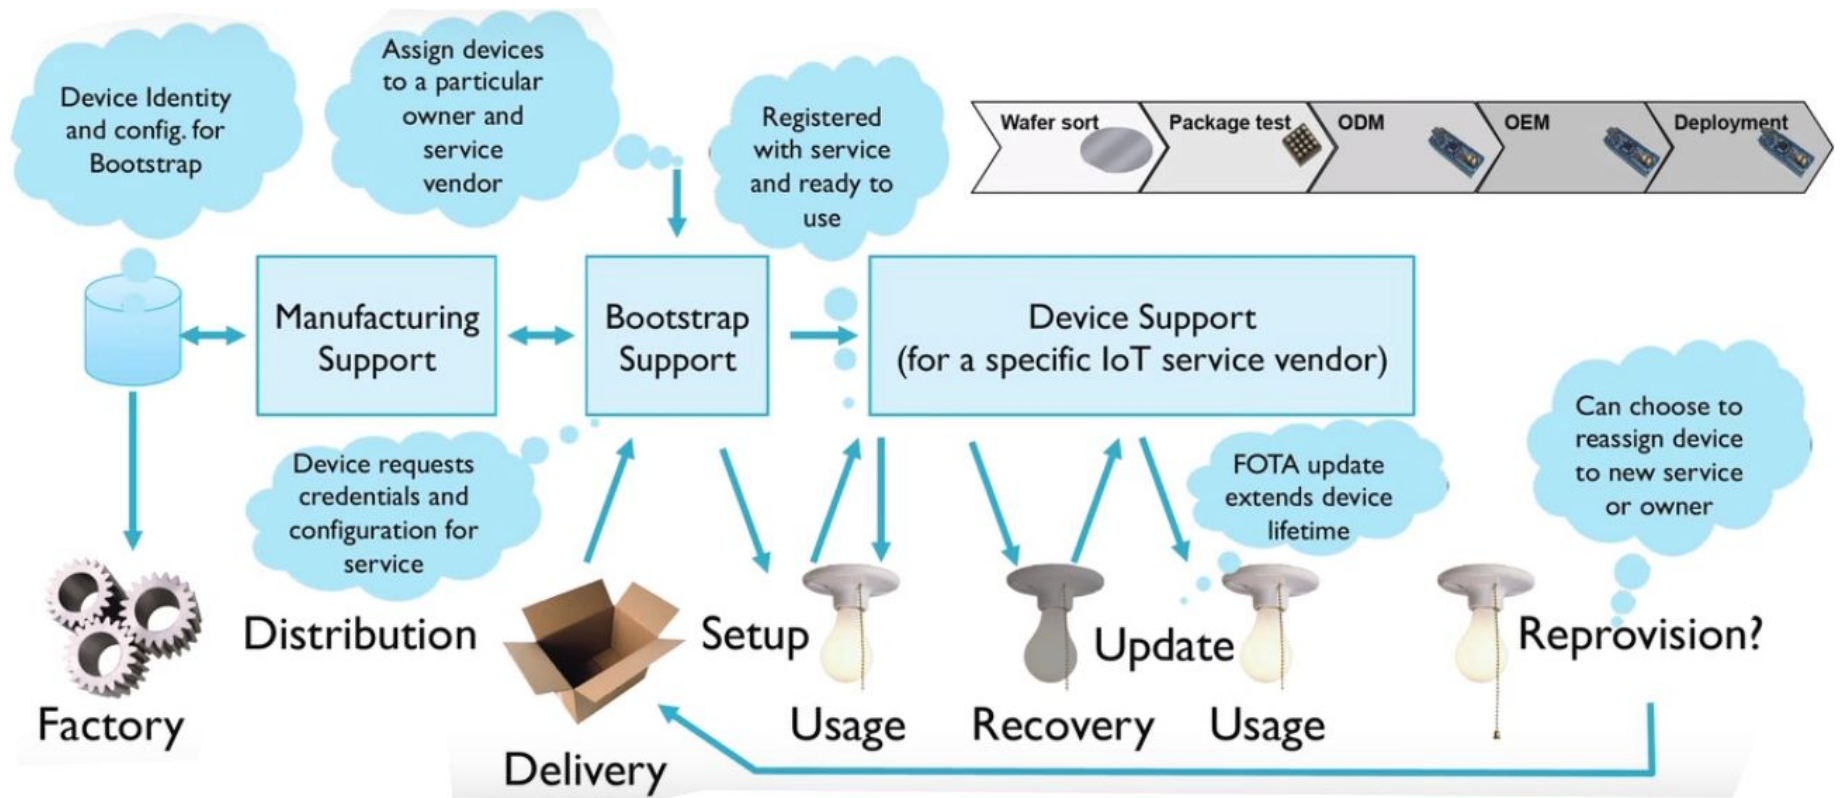 Device Identity
and config. for
Bootstrap
Assign devices
to a particular
owner and
service
vendor
Registered
with service
and ready to
use
Wafer sort
Package test
ODM
OEM
Deployment
Manufacturing
Support
Bootstrap
Support
Device Support
(for a specific IoT service vendor)
Device requests
credentials and
configuration for
service
FOTA update
extends device
lifetime
Can choose to
reassign device
to new service
or owner
Factory
Distribution
Delivery
Setup
Usage
Recovery
Update
Usage
Reprovision?